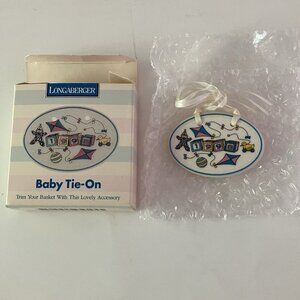 LONGABERGER
Baby Tie-On
TRIM YOUR BASKET WITH THIS LOVELY ACCESSORY